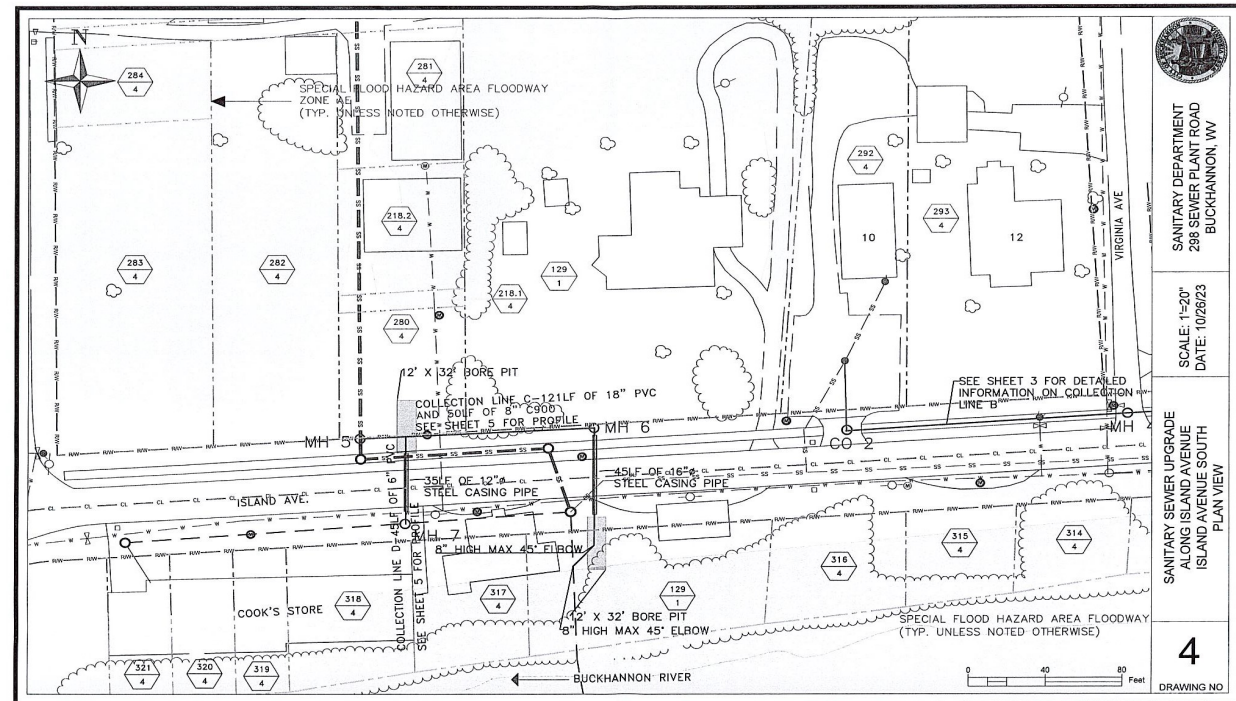 N
284
4
281
4
SPECIAL FLOOD HAZARD AREA FLOODWAY
ZONE AE
(TYP. UNLESS NOTED OTHERWISE)
292
4
218.2
4
293
4
10
12
VIRGINIA AVE
283
4
282
4
129
1
218.1
4
280
4
12' X 32' BORE PIT
COLLECTION LINE C-121LF OF 18" PVC
AND 50LF OF 8" C900
SEE SHEET 5 FOR PROFILE
SEE SHEET 3 FOR DETAILED
INFORMATION ON COLLECTION
LINE B
MH 5
MH 6
CO 2
MH
35LF OF 12"ø
STEEL CASING PIPE
45LF OF 16"ø
STEEL CASING PIPE
ISLAND AVE
MH 7
8" HIGH MAX 45° ELBOW
COLLECTION LINE D-45LF OF 6" PVC
SEE SHEET 5 FOR PROFILE
COOK'S STORE
318
4
317
4
129
1
316
4
315
4
314
4
12' X 32' BORE PIT
8" HIGH MAX 45° ELBOW
SPECIAL FLOOD HAZARD AREA FLOODWAY
(TYP. UNLESS NOTED OTHERWISE)
321
4
320
4
319
4
BUCKHANNON RIVER
0 40 80 Feet
SANITARY DEPARTMENT
298 SEWER PLANT ROAD
BUCKHANNON, WV
SCALE: 1"=20"
DATE: 10/26/23
SANITARY SEWER UPGRADE
ALONG ISLAND AVENUE
ISLAND AVENUE SOUTH
PLAN VIEW
4
DRAWING NO